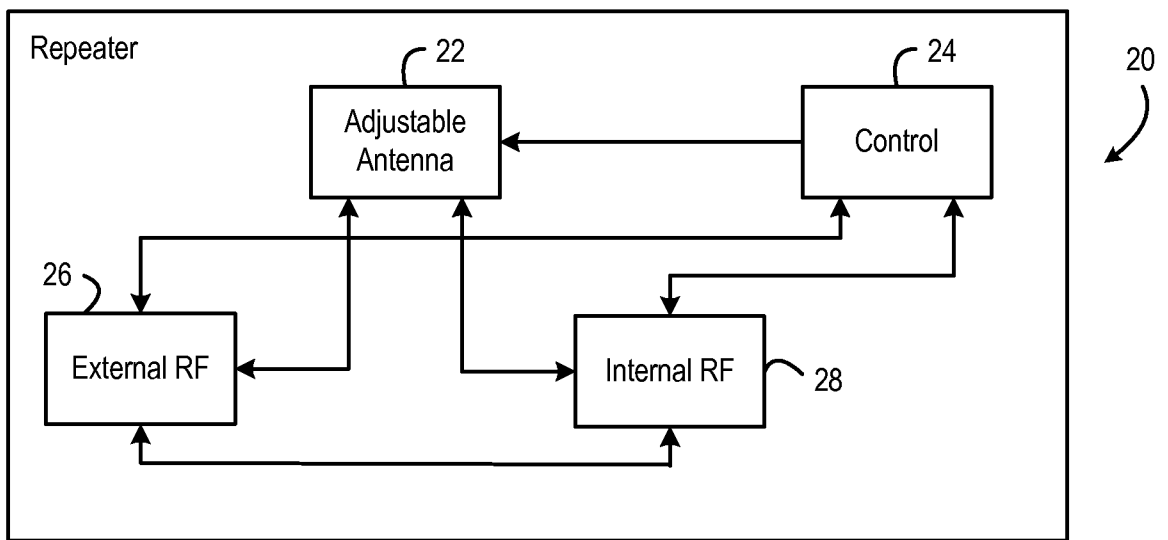 Repeater
22
24
20
Adjustable
Antenna
Control
26
External RF
Internal RF
28